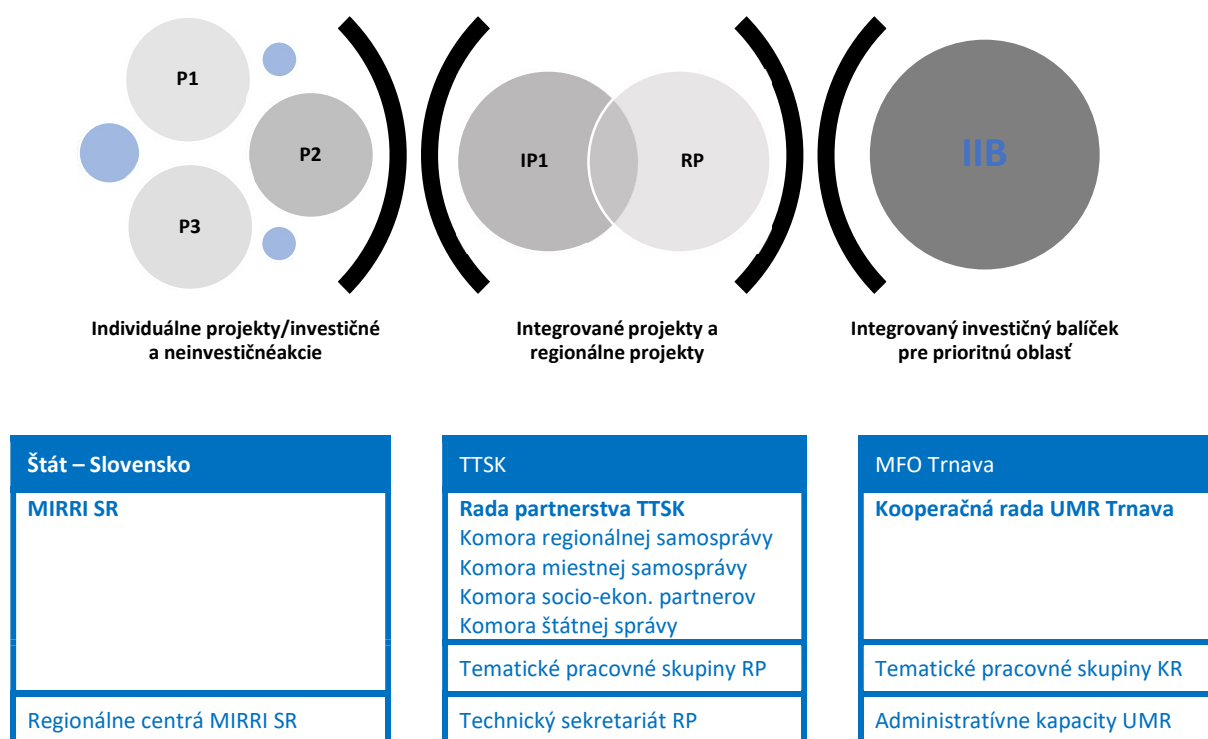 P1
P2
P3
IP1
RP
IIB
Individuálne projekty/investičné
a neinvestičnéakcie
Integrované projekty a
regionálne projekty
Integrovaný investičný balíček
pre prioritnú oblasť
Štát – Slovensko
MIRRI SR
Regionálne centrá MIRRI SR
TTSK
Rada partnerstva TTSK
Komora regionálnej samosprávy
Komora miestnej samosprávy
Komora socio-ekon. partnerov
Komora štátnej správy
Tematické pracovné skupiny RP
Technický sekretariát RP
MFO Trnava
Kooperačná rada UMR Trnava
Tematické pracovné skupiny KR
Administratívne kapacity UMR